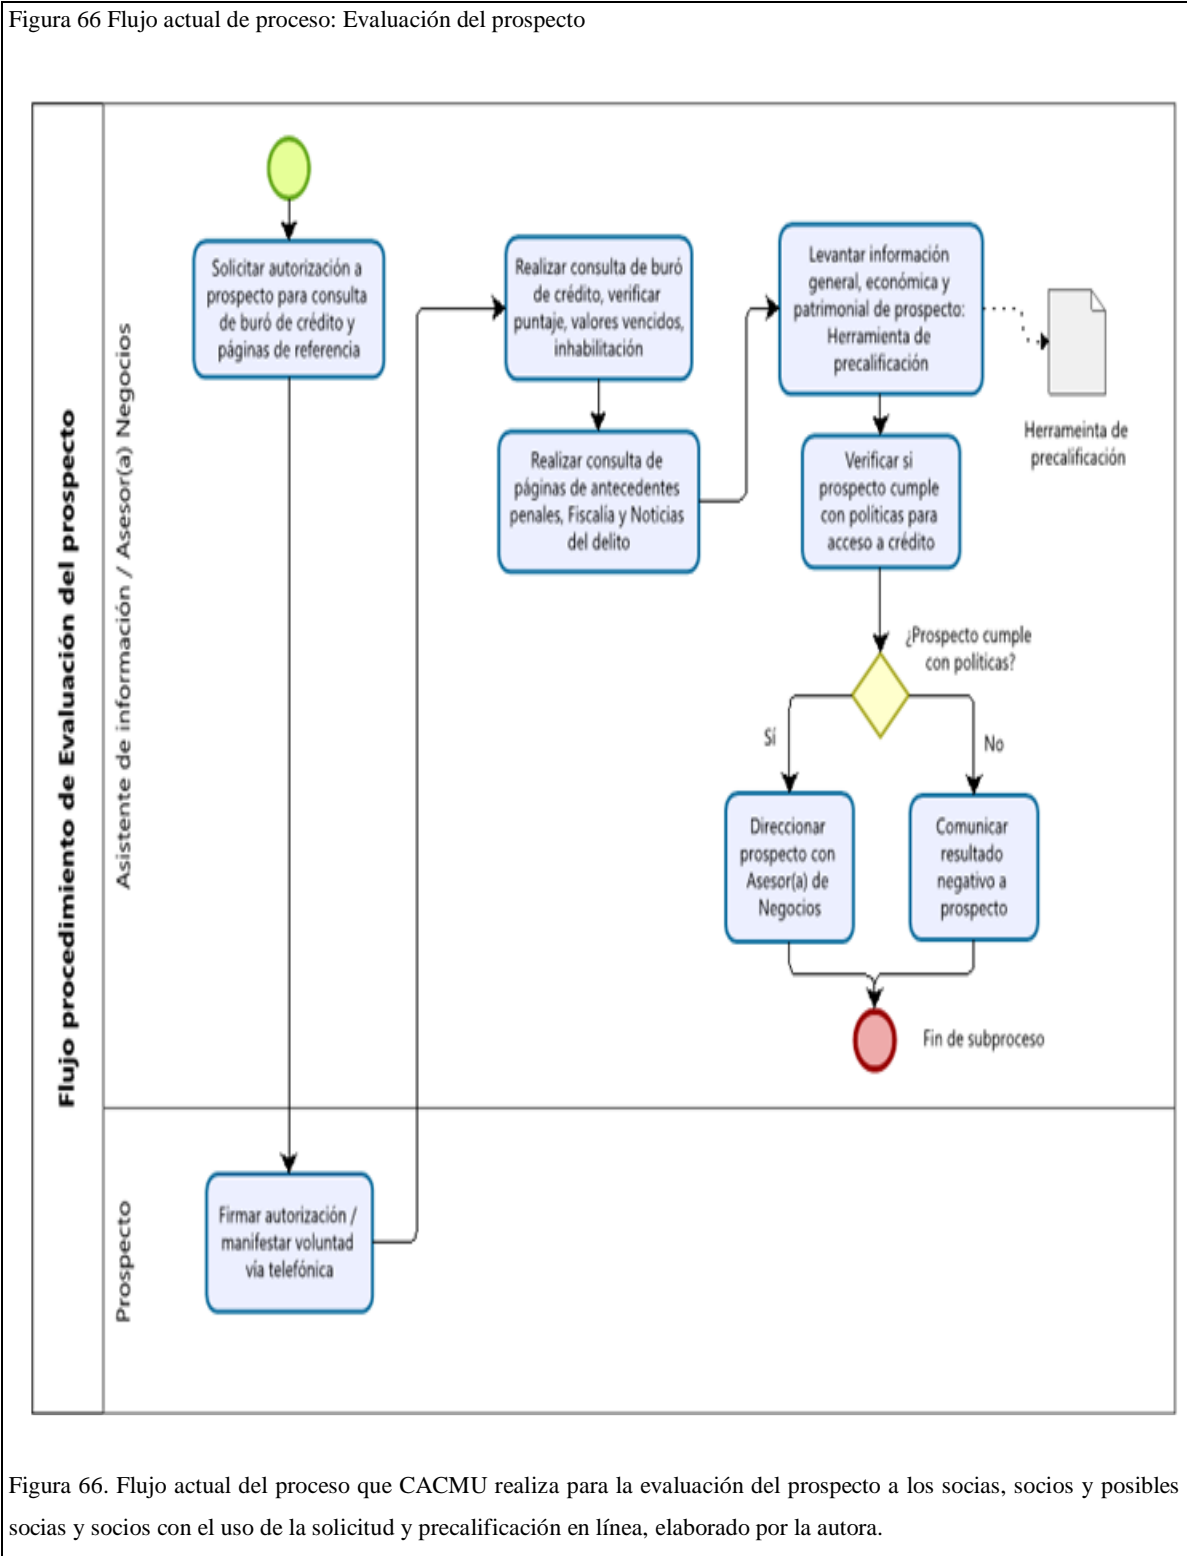 Figura 66 Flujo actual de proceso: Evaluación del prospecto
Flujo procedimiento de Evaluación del prospecto
Asistente de información / Asesor(a) Negocios
Solicitar autorización a
prospecto para consulta
de buró de crédito y
páginas de referencia
Realizar consulta de buró
de crédito, verificar
puntaje, valores vencidos,
inhabilitación
Realizar consulta de
páginas de antecedentes
penales, Fiscalía y Noticias
del delito
Levantar información
general, económica y
patrimonial de prospecto:
Herramienta de
precalificación
Herrameinta de
precalificación
Verificar si
prospecto cumple
con políticas para
acceso a crédito
¿Prospecto cumple
con políticas?
Sí
No
Direccionar
prospecto con
Asesor(a) de
Negocios
Comunicar
resultado
negativo a
prospecto
Fin de subproceso
Prospecto
Firmar autorización /
manifestar voluntad
vía telefónica
Figura 66. Flujo actual del proceso que CACMU realiza para la evaluación del prospecto a los socias, socios y posibles
socias y socios con el uso de la solicitud y precalificación en línea, elaborado por la autora.